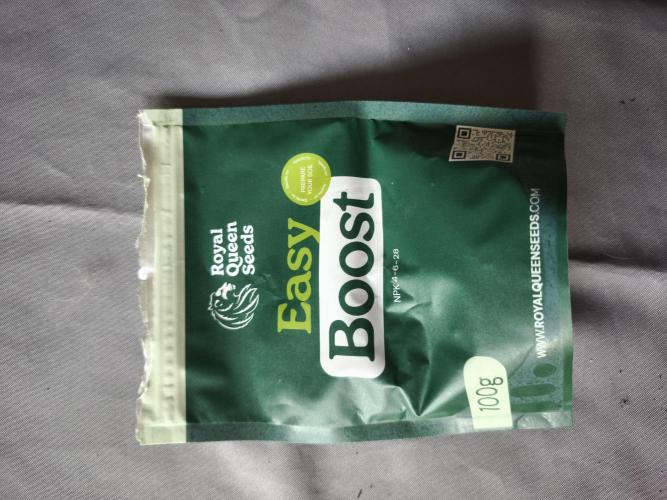 Royal
Queen
Seeds
PREPARE
YOUR SOIL
Easy
Boost
NPK 4-6-28
100g
WWW.ROYALQUEENSEEDS.COM